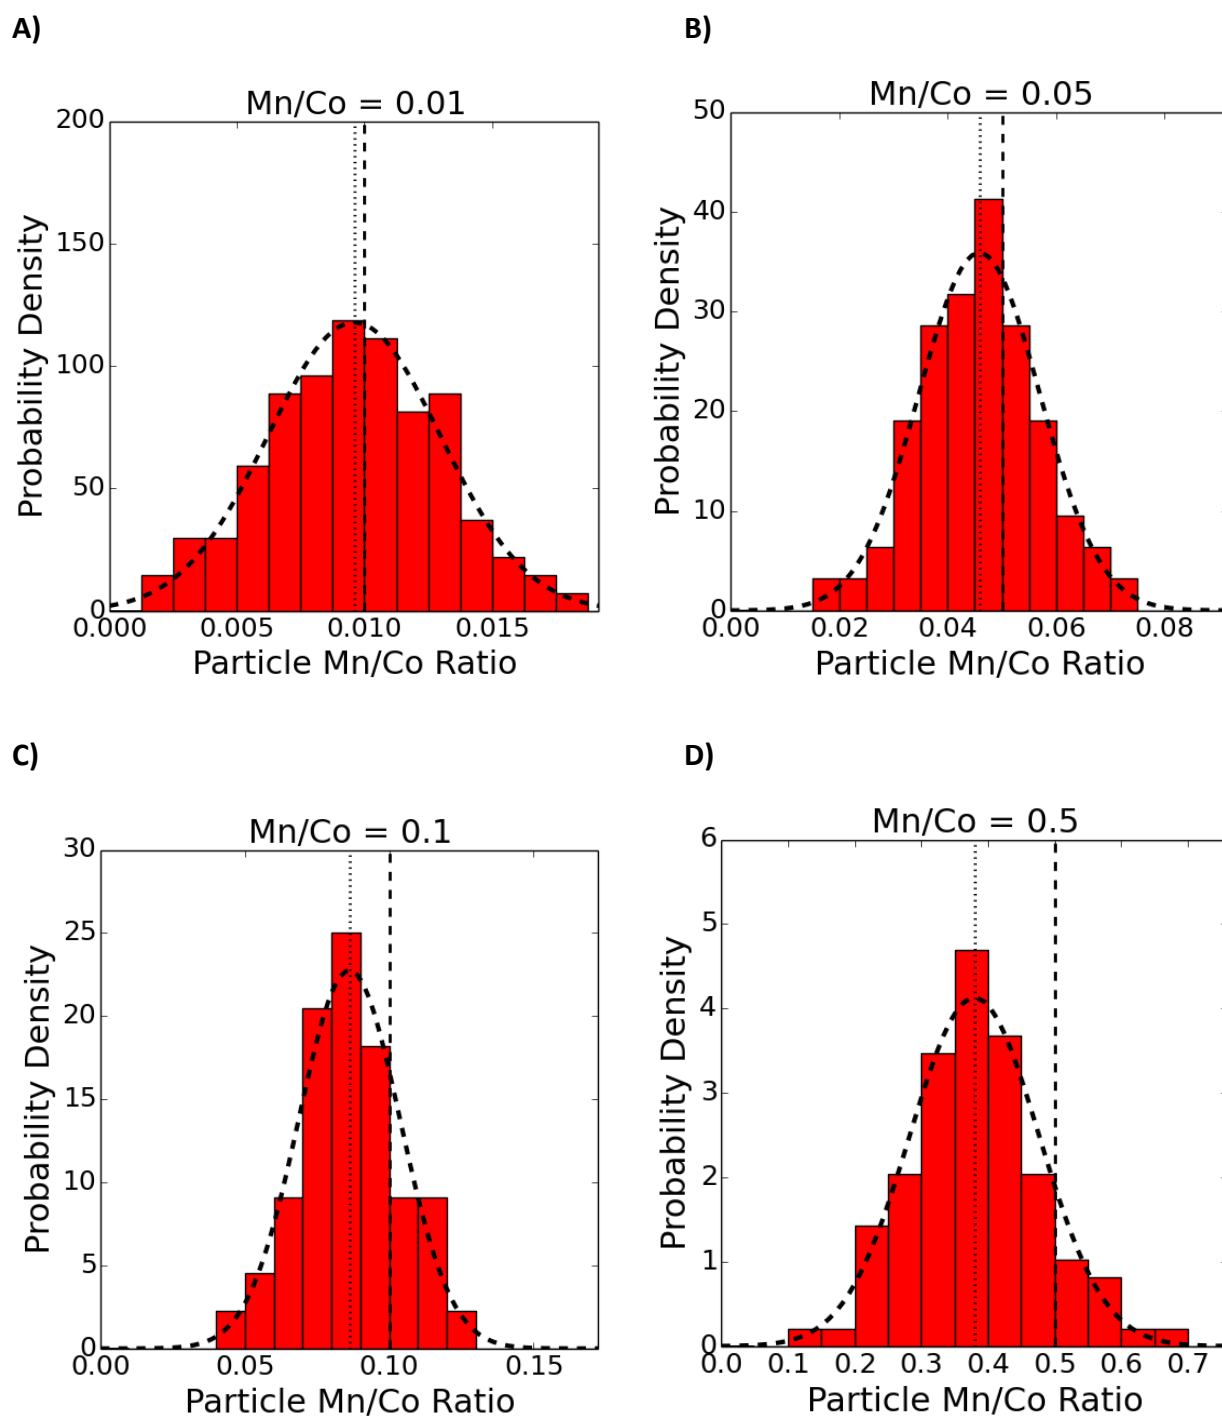 A)
Mn/Co = 0.01
200
150
100
50
0
0.000 0.005 0.010 0.015
Probability Density
Particle Mn/Co Ratio
B)
Mn/Co = 0.05
50
40
30
20
10
0
0.00 0.02 0.04 0.06 0.08
Probability Density
Particle Mn/Co Ratio
C)
Mn/Co = 0.1
30
25
20
15
10
5
0
0.00 0.05 0.10 0.15
Probability Density
Particle Mn/Co Ratio
D)
Mn/Co = 0.5
6
5
4
3
2
1
0
0.0 0.1 0.2 0.3 0.4 0.5 0.6 0.7
Probability Density
Particle Mn/Co Ratio